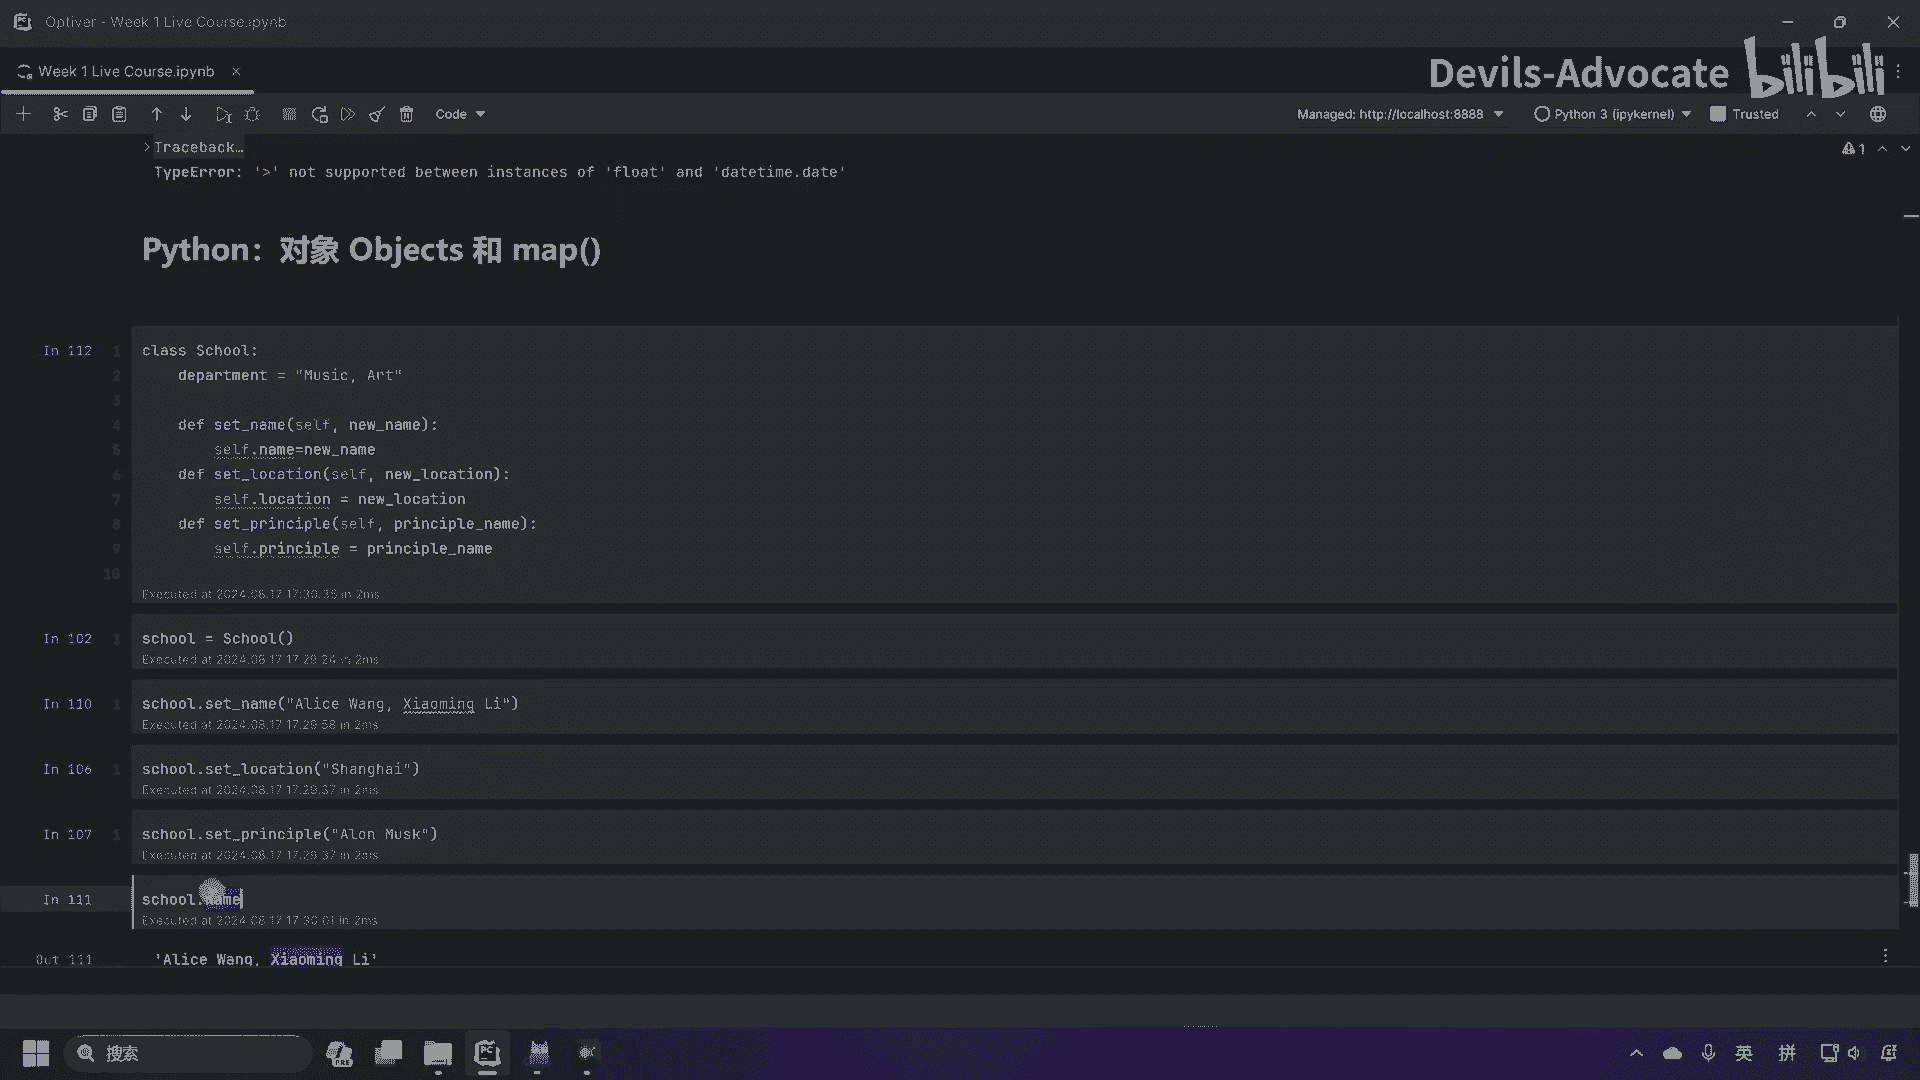 Optiver - Week 1 Live Course.ipynb
Week 1 Live Course.ipynb
Devils-Advocate bilibili
Code
Managed: http://localhost:8888
Python 3 (ipykernel)
Trusted
Traceback…
1
TypeError: '>' not supported between instances of 'float' and 'datetime.date'
Python：对象 Objects 和 map()
In 112
1 class School:
2 department = "Music, Art"
3
4 def set_name(self, new_name):
5 self.name=new_name
6 def set_location(self, new_location):
7 self.location = new_location
8 def set_principle(self, principle_name):
9 self.principle = principle_name
10
Executed at 2024.08.17 17:30:35 in 2ms
In 102 1 school = School()
Executed at 2024.08.17 17:29:24 in 2ms
In 110 1 school.set_name("Alice Wang, Xiaoming Li")
Executed at 2024.08.17 17:29:58 in 2ms
In 106 1 school.set_location("Shanghai")
Executed at 2024.08.17 17:29:37 in 2ms
In 107 1 school.set_principle("Alon Musk")
Executed at 2024.08.17 17:29:37 in 2ms
In 111 school.name
Executed at 2024.08.17 17:30:01 in 2ms
Out 111 'Alice Wang, Xiaoming Li'
搜索
PRE
PC
英
拼